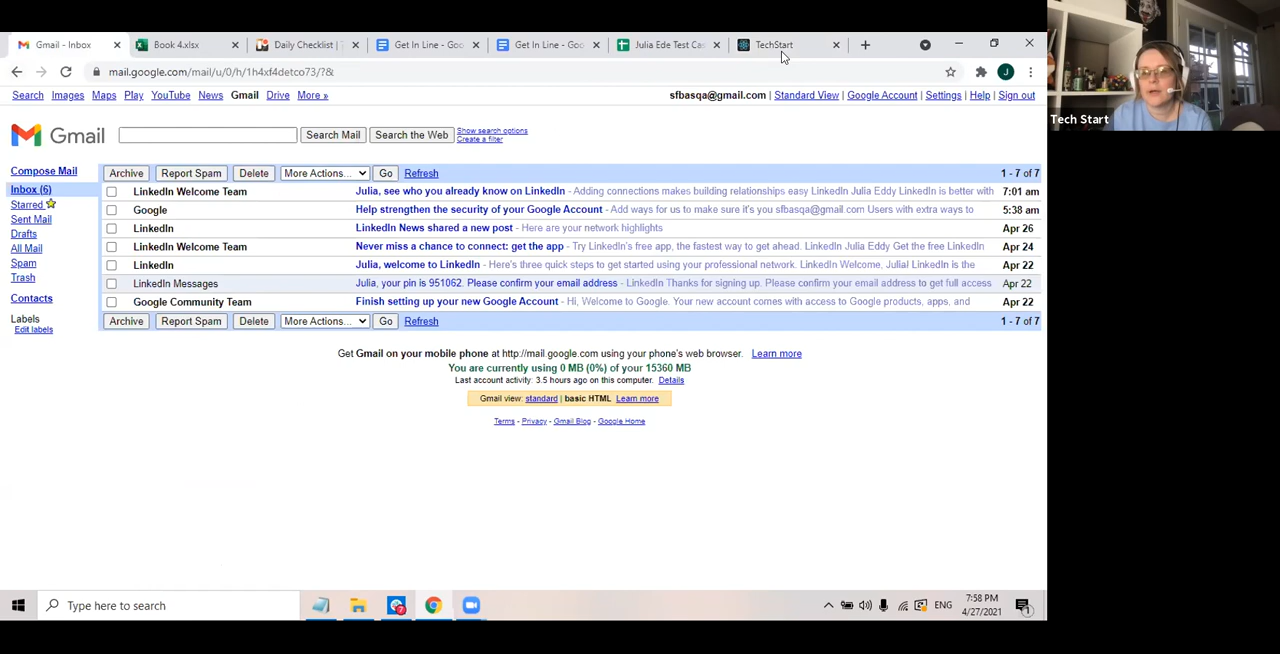 Gmail - Inbox
Book 4.xlsx
Daily Checklist | T
Get In Line - Goo
Get In Line - Goo
Julia Ede Test Cas
TechStart
mail.google.com/mail/u/0/h/1h4xf4detco73/?&
J
Search Images Maps Play YouTube News Gmail Drive More »
sfbasqa@gmail.com | Standard View | Google Account | Settings | Help | Sign out
Tech Start
Gmail
Search Mail
Search the Web
Show search options
Create a filter
Compose Mail
Inbox (6)
Starred
Sent Mail
Drafts
All Mail
Spam
Trash
Contacts
Labels
Edit labels
Archive Report Spam Delete More Actions... Go Refresh 1 - 7 of 7
LinkedIn Welcome Team Julia, see who you already know on LinkedIn - Adding connections makes building relationships easy LinkedIn Julia Eddy LinkedIn is better with 7:01 am
Google Help strengthen the security of your Google Account - Add ways for us to make sure it's you sfbasqa@gmail.com Users with extra ways to 5:38 am
LinkedIn LinkedIn News shared a new post - Here are your network highlights Apr 26
LinkedIn Welcome Team Never miss a chance to connect: get the app - Try LinkedIn's free app, the fastest way to get ahead. LinkedIn Julia Eddy Get the free LinkedIn Apr 24
LinkedIn Julia, welcome to LinkedIn - Here's three quick steps to get started using your professional network. LinkedIn Welcome, Julia! LinkedIn is the Apr 22
LinkedIn Messages Julia, your pin is 951062. Please confirm your email address - LinkedIn Thanks for signing up. Please confirm your email address to get full access Apr 22
Google Community Team Finish setting up your new Google Account - Hi, Welcome to Google. Your new account comes with access to Google products, apps, and Apr 22
Archive Report Spam Delete More Actions... Go Refresh 1 - 7 of 7
Get Gmail on your mobile phone at http://mail.google.com using your phone's web browser. Learn more
You are currently using 0 MB (0%) of your 15360 MB
Last account activity: 3.5 hours ago on this computer. Details
Gmail view: standard | basic HTML Learn more
Terms - Privacy - Gmail Blog - Google Home
Type here to search
ENG
7:58 PM
4/27/2021